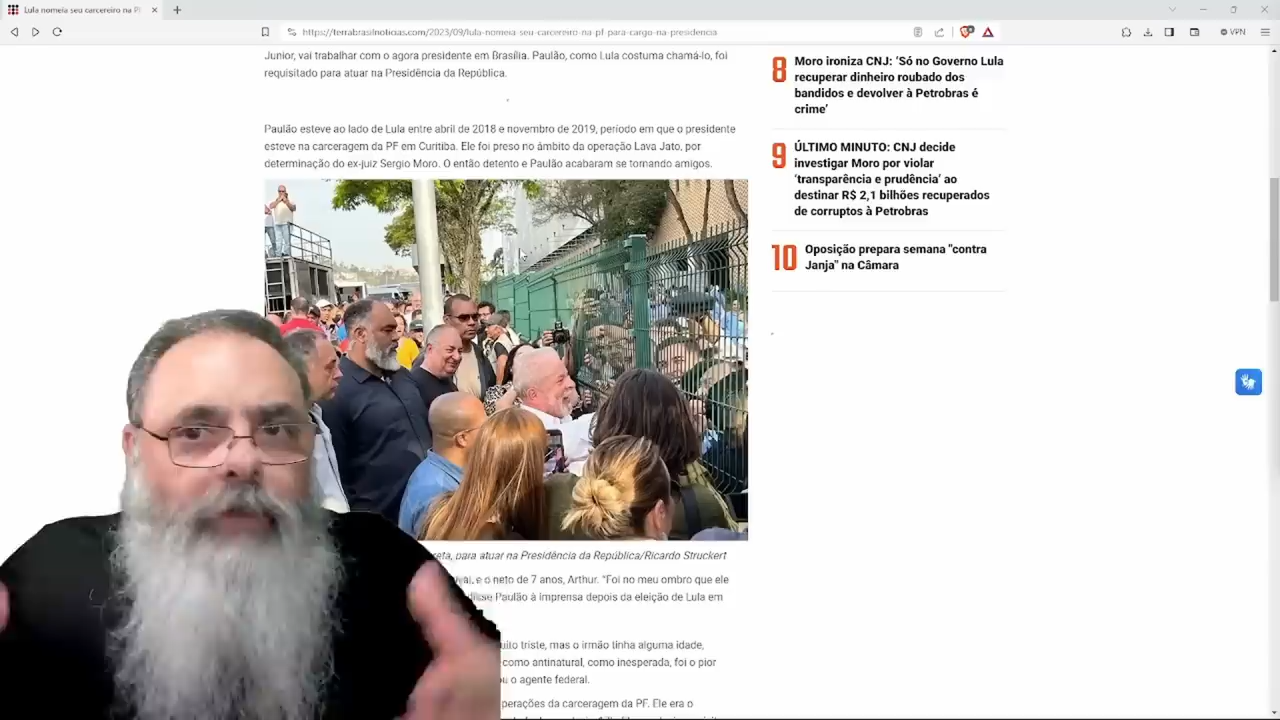 Lula nomeia seu carcereiro na P
https://terrabrasilnoticias.com/2023/09/lula-nomeia-seu-carcereiro-na-pf-para-cargo-na-presidencia
VPN
Junior, vai trabalhar com o agora presidente em Brasília. Paulão, como Lula costuma chamá-lo, foi
requisitado para atuar na Presidência da República.
Paulão esteve ao lado de Lula entre abril de 2018 e novembro de 2019, período em que o presidente
esteve na carceragem da PF em Curitiba. Ele foi preso no âmbito da operação Lava Jato, por
determinação do ex-juiz Sergio Moro. O então detento e Paulão acabaram se tornando amigos.
para atuar na Presidência da República/Ricardo Struckert
e o neto de 7 anos, Arthur. "Foi no meu ombro que ele
disse Paulão à imprensa depois da eleição de Lula em
triste, mas o irmão tinha alguma idade,
como antinatural, como inesperada, foi o pior
o agente federal.
perações da carceragem da PF. Ele era o
8 Moro ironiza CNJ: 'Só no Governo Lula
recuperar dinheiro roubado dos
bandidos e devolver à Petrobras é
crime'
9 ÚLTIMO MINUTO: CNJ decide
investigar Moro por violar
'transparência e prudência' ao
destinar R$ 2,1 bilhões recuperados
de corruptos à Petrobras
10 Oposição prepara semana "contra
Janja" na Câmara